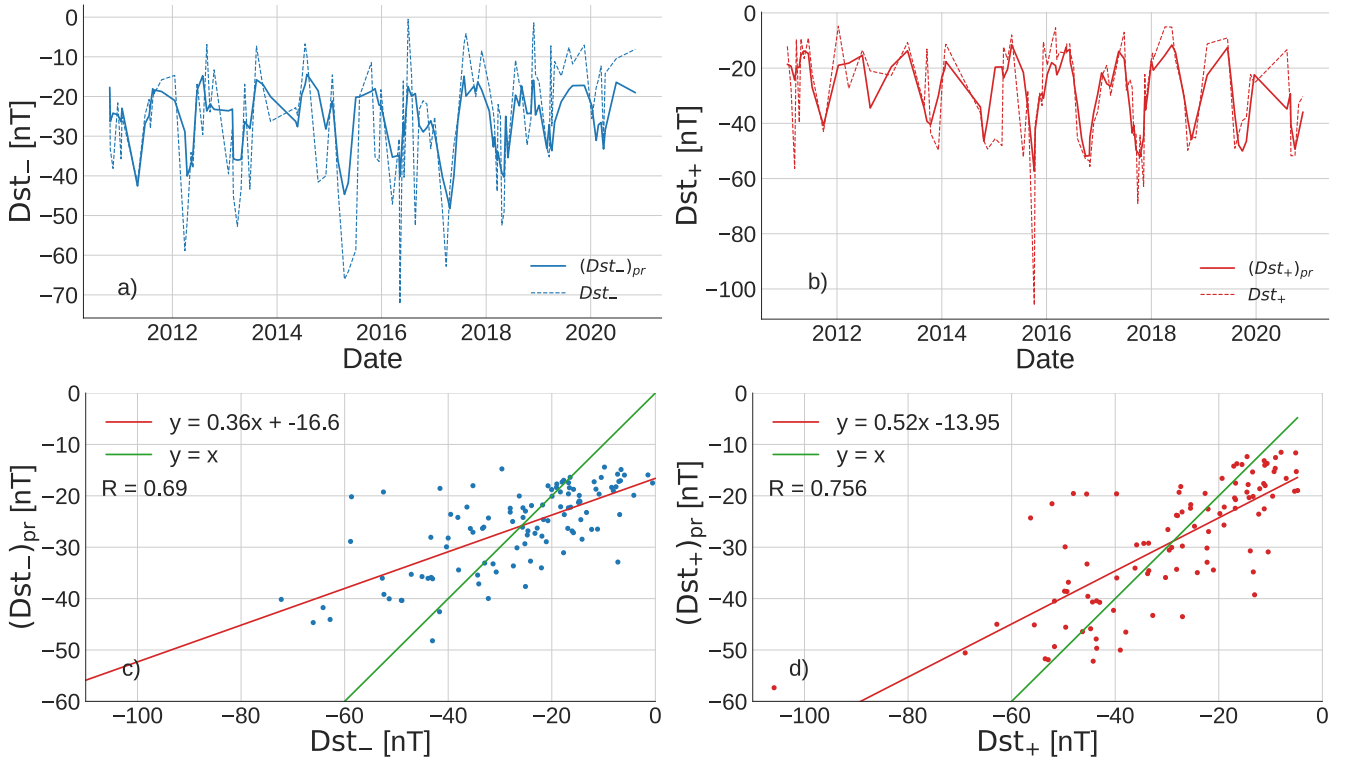 0
−10
−20
−30
−40
−50
−60
−70
Dst₋ [nT]
a)
(Dst₋)pr
Dst₋
2012
2014
2016
2018
2020
Date
0
−20
−40
−60
−80
−100
Dst₊ [nT]
b)
(Dst₊)pr
Dst₊
2012
2014
2016
2018
2020
Date
0
−10
−20
−30
−40
−50
−60
(Dst₋)pr [nT]
y = 0.36x + -16.6
y = x
R = 0.69
c)
−100
−80
−60
−40
−20
0
Dst₋ [nT]
0
−10
−20
−30
−40
−50
−60
(Dst₊)pr [nT]
y = 0.52x -13.95
y = x
R = 0.756
d)
−100
−80
−60
−40
−20
0
Dst₊ [nT]